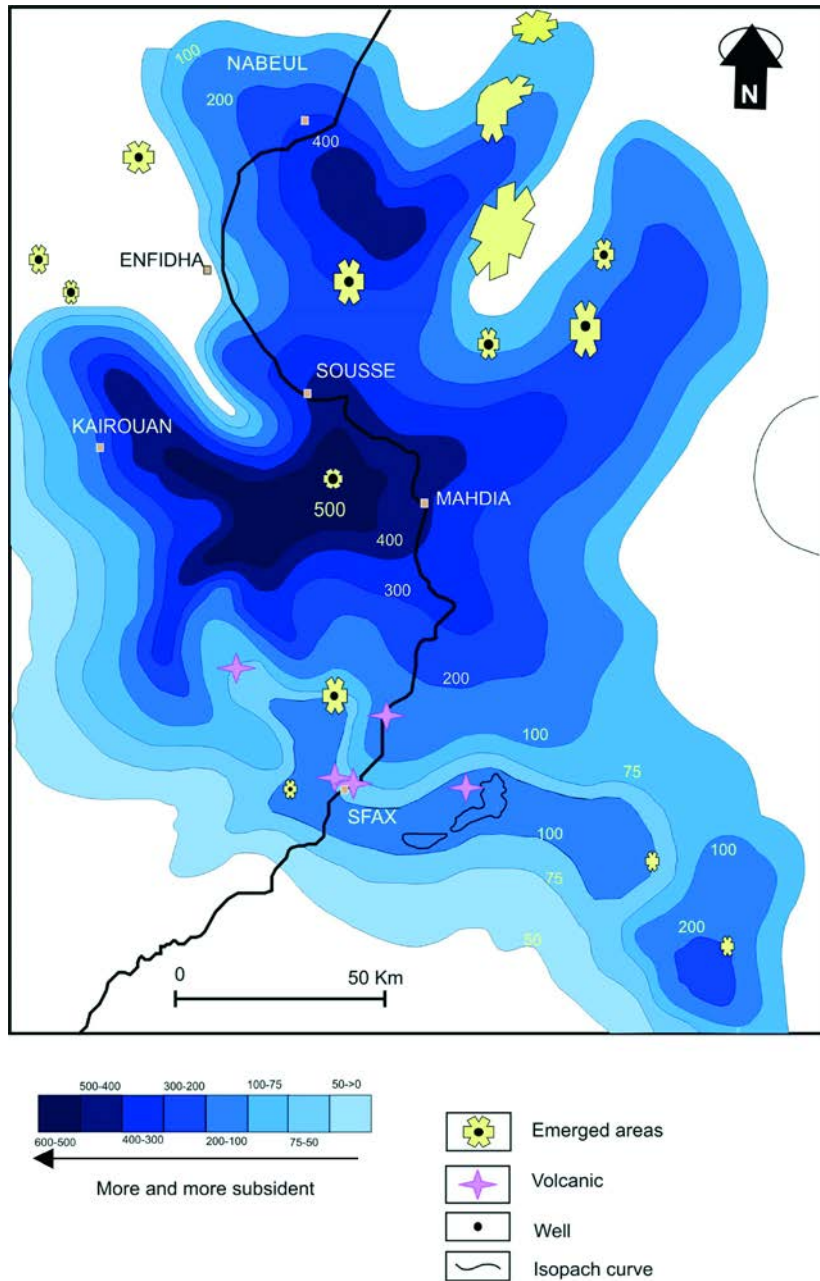 100
NABEUL
200
N
400
ENFIDHA
SOUSSE
KAIROUAN
500
MAHDIA
400
300
200
100
75
SFAX
100
100
75
200
50
0 50 Km
500-400 300-200 100-75 50->0
600-500 400-300 200-100 75-50
More and more subsident
Emerged areas
Volcanic
Well
Isopach curve